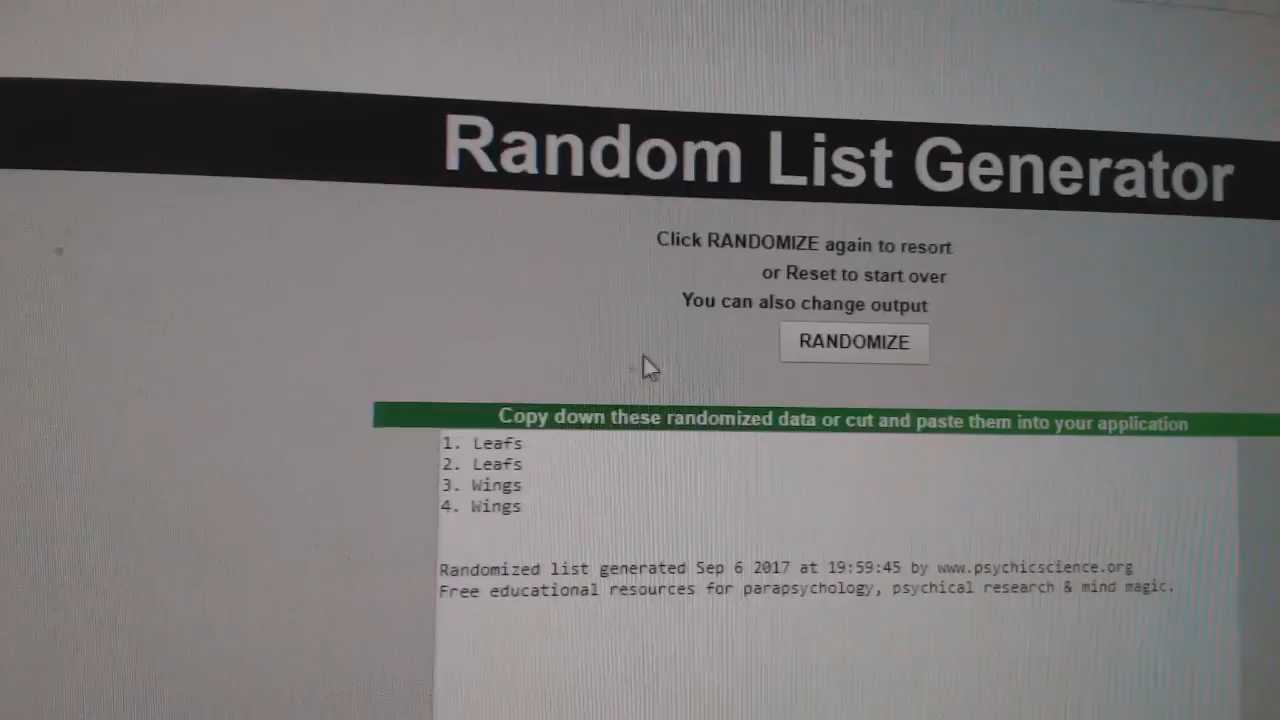 Random List Generator
Click RANDOMIZE again to resort
or Reset to start over
You can also change output
RANDOMIZE
Copy down these randomized data or cut and paste them into your application
1. Leafs
2. Leafs
3. Wings
4. Wings
Randomized list generated Sep 6 2017 at 19:59:45 by www.psychicscience.org
Free educational resources for parapsychology, psychical research & mind magic.